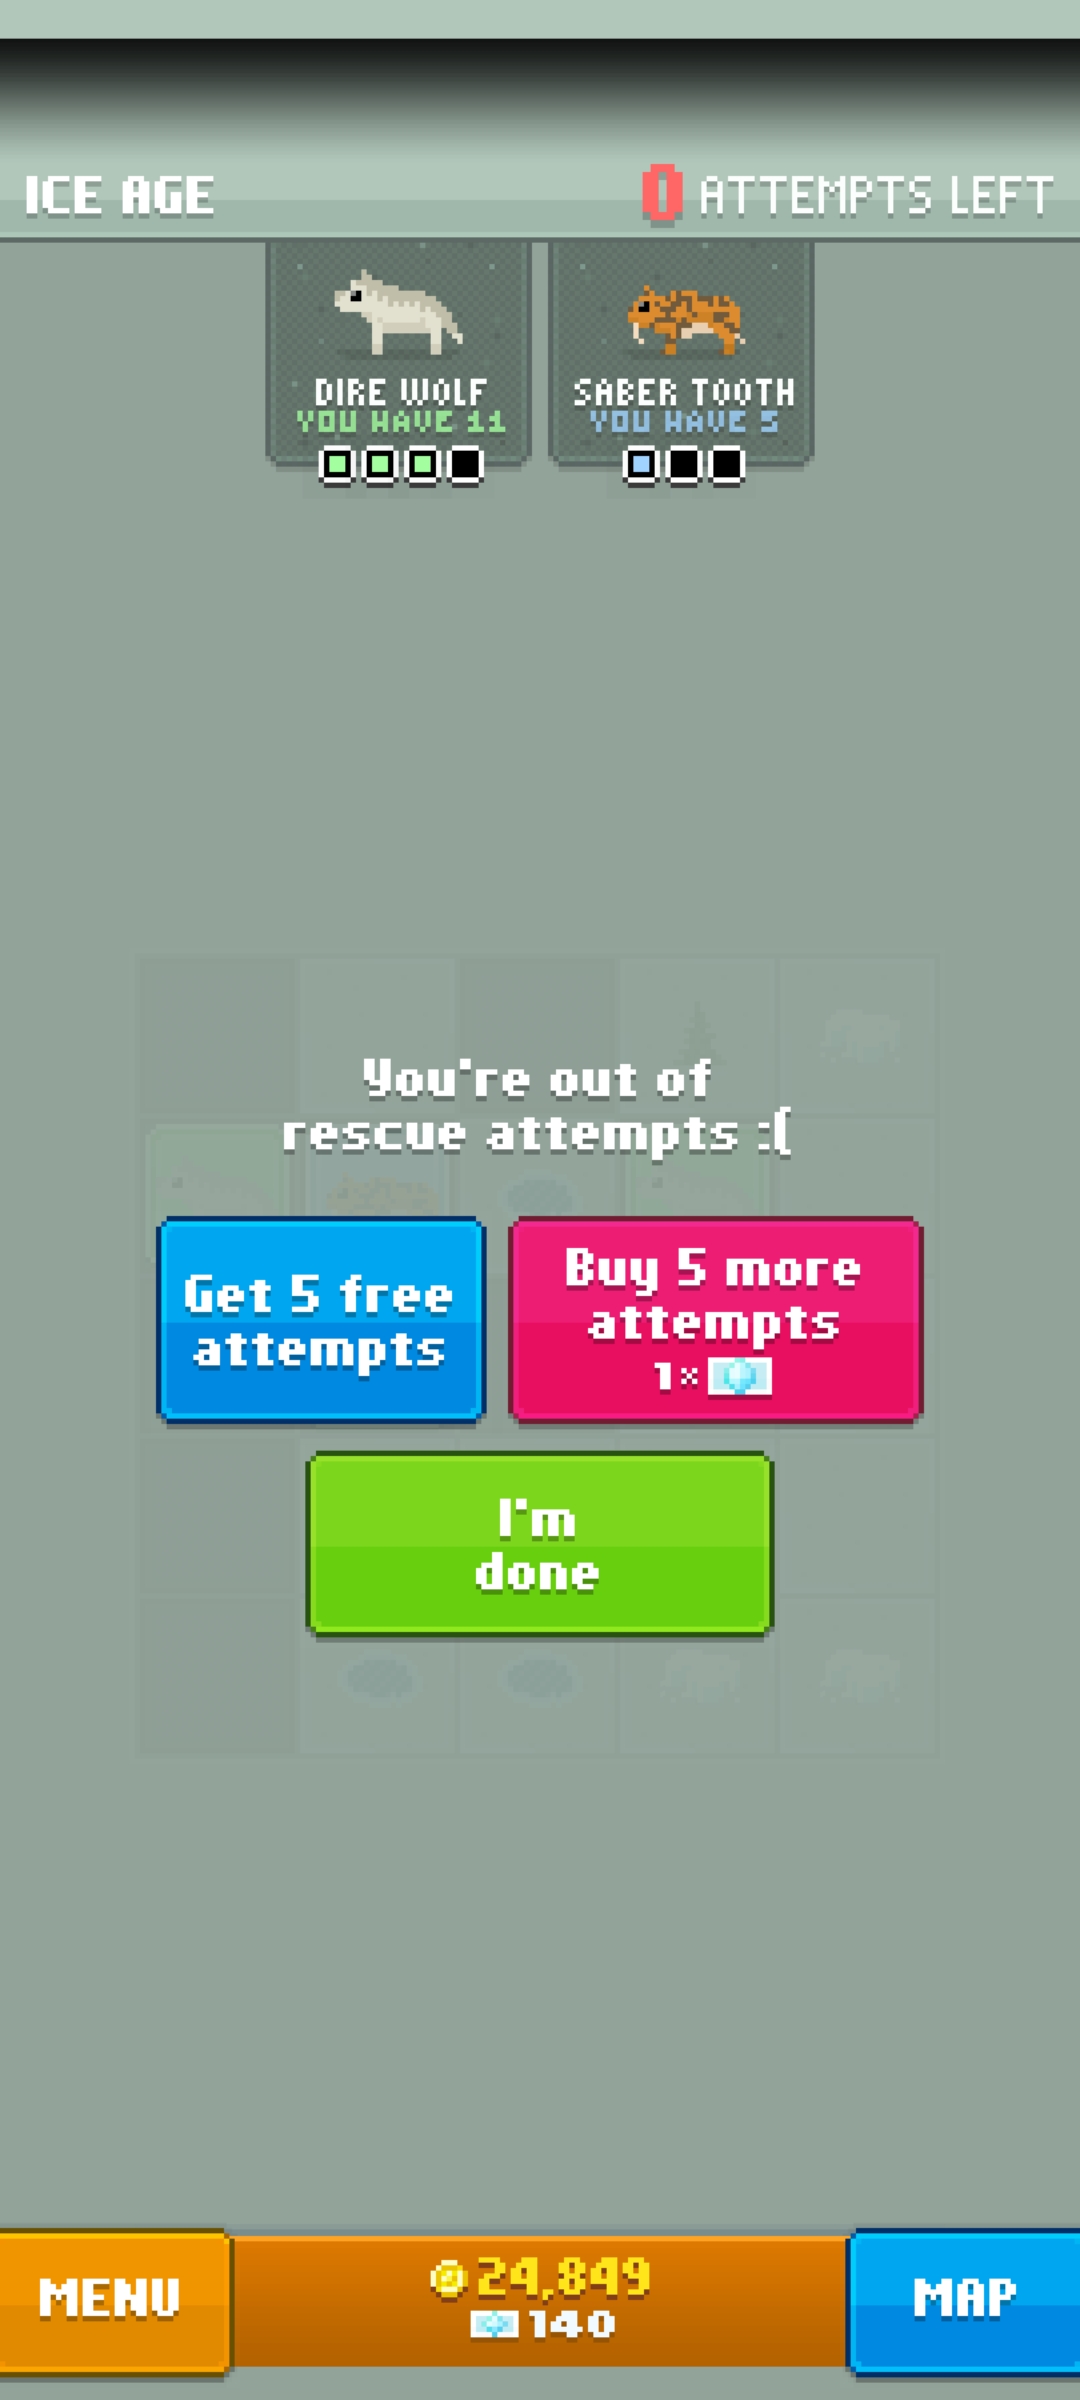 ICE AGE
0 ATTEMPTS LEFT
DIRE WOLF
YOU HAVE 11
SABER TOOTH
YOU HAVE 5
You're out of
rescue attempts :(
Get 5 free
attempts
Buy 5 more
attempts
1×
I'm
done
MENU
24,849
140
MAP